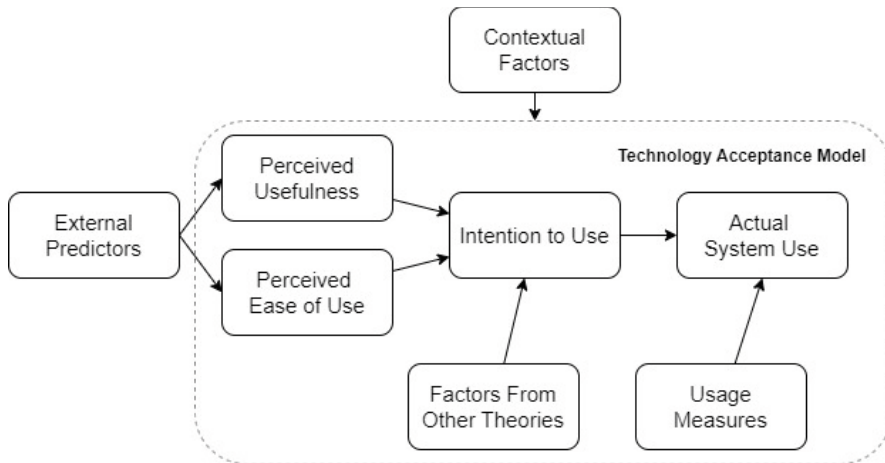 Contextual
Factors
Technology Acceptance Model
Perceived
Usefulness
External
Predictors
Intention to Use
Actual
System Use
Perceived
Ease of Use
Factors From
Other Theories
Usage
Measures